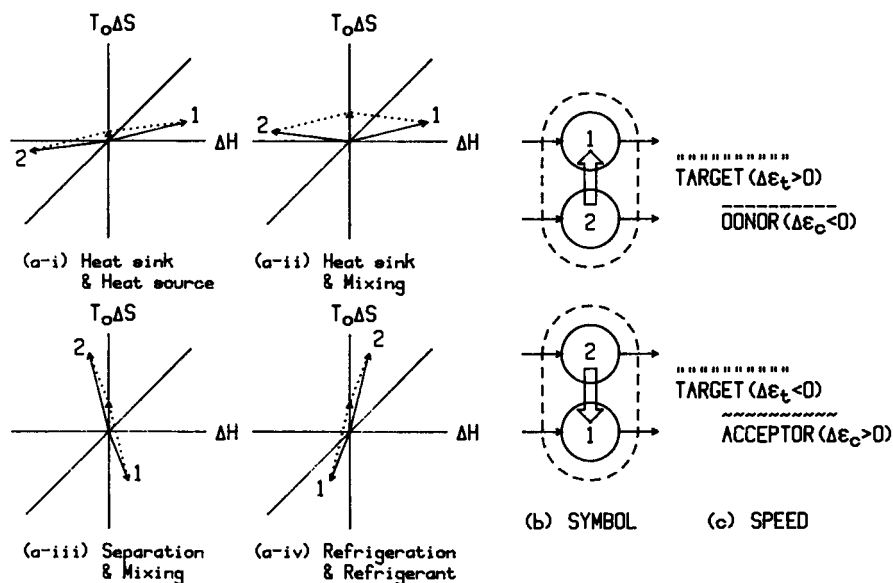 T₀ΔS
1
2
ΔH
(a-i) Heat sink
& Heat source
T₀ΔS
1
2
ΔH
(a-ii) Heat sink
& Mixing
T₀ΔS
2
1
ΔH
(a-iii) Separation
& Mixing
T₀ΔS
2
1
ΔH
(a-iv) Refrigeration
& Refrigerant
1
2
2
1
(b) SYMBOL
TARGET(Δε_t>0)
DONOR(Δε_c<0)
TARGET(Δε_t<0)
ACCEPTOR(Δε_c>0)
(c) SPEED